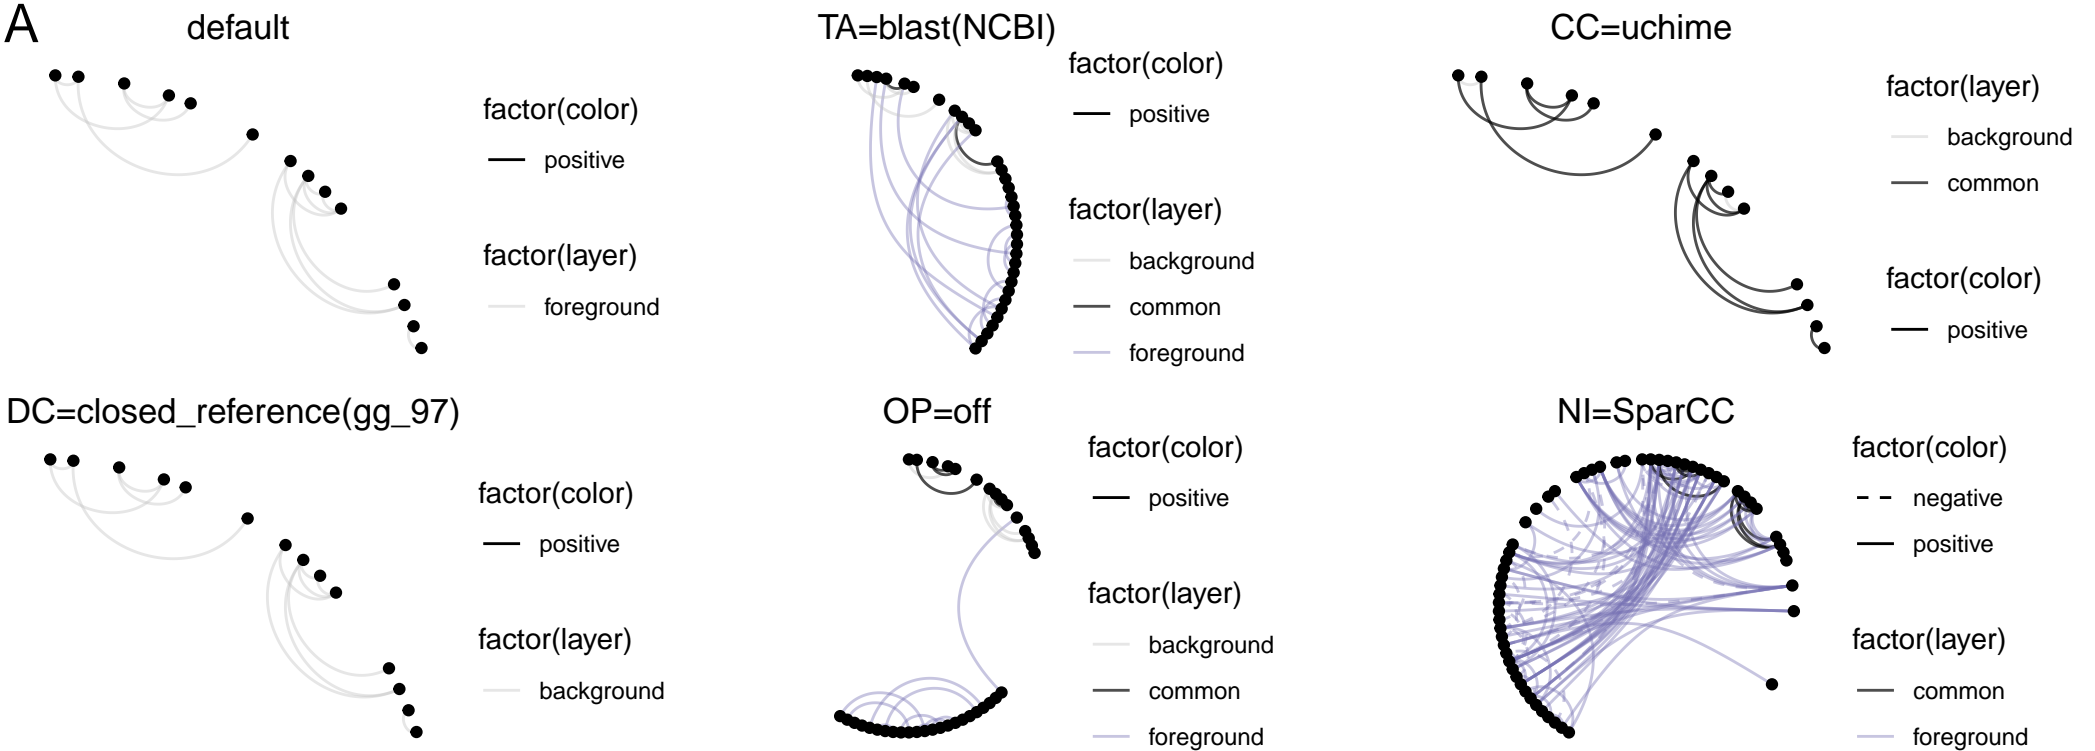 A
default
factor(color)
positive
factor(layer)
foreground
TA=blast(NCBI)
factor(color)
positive
factor(layer)
background
common
foreground
CC=uchime
factor(layer)
background
common
factor(color)
positive
DC=closed_reference(gg_97)
factor(color)
positive
factor(layer)
background
OP=off
factor(color)
positive
factor(layer)
background
common
foreground
NI=SparCC
factor(color)
negative
positive
factor(layer)
common
foreground